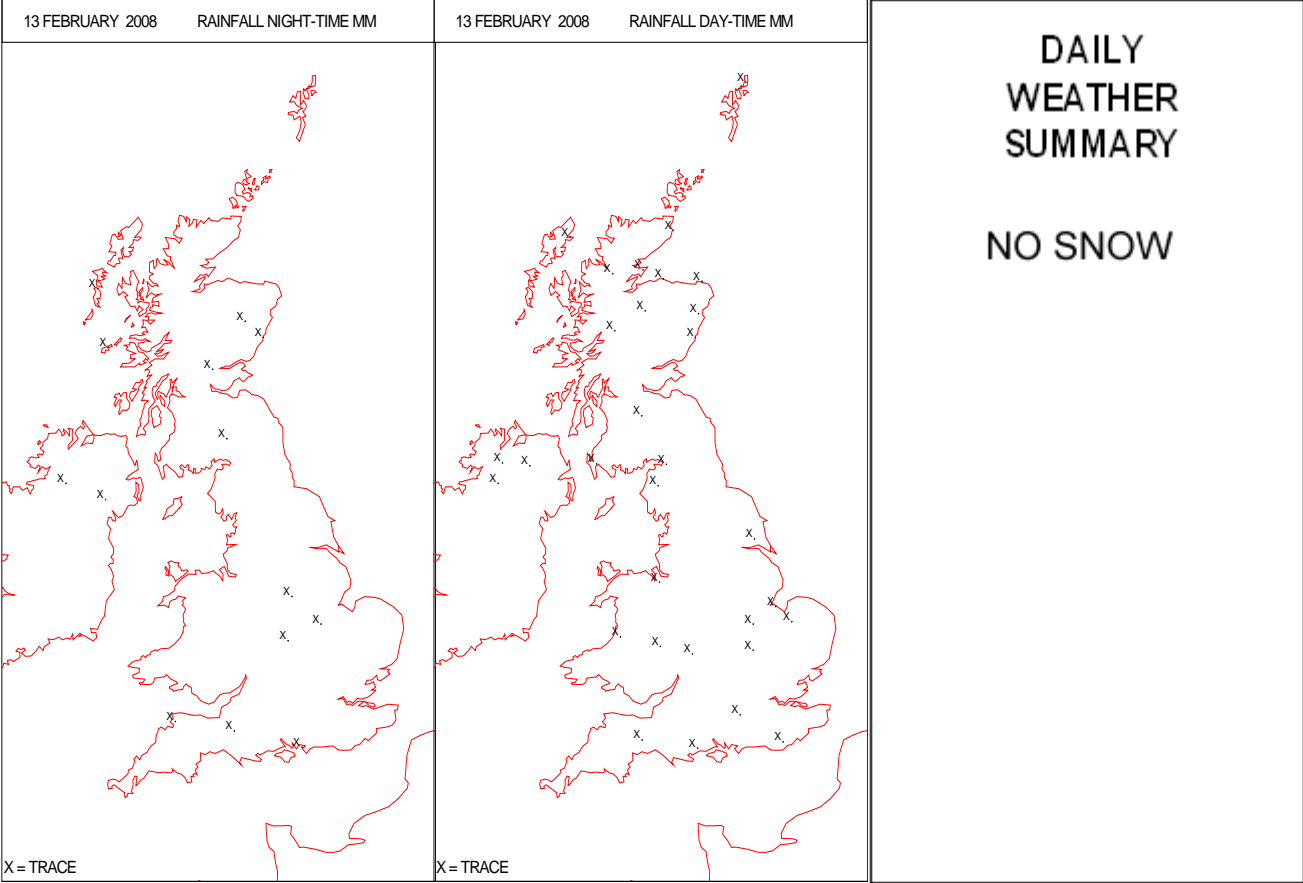 13 FEBRUARY 2008 RAINFALL NIGHT-TIME MM
X = TRACE
13 FEBRUARY 2008 RAINFALL DAY-TIME MM
X = TRACE
DAILY
WEATHER
SUMMARY
NO SNOW